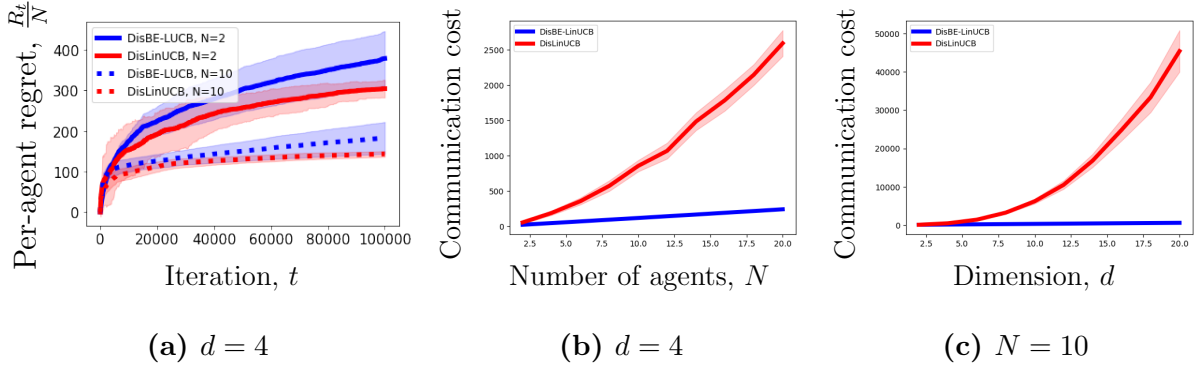 Per-agent regret, R_t/N
400
300
200
100
0
DisBE-LUCB, N=2
DisLinUCB, N=2
DisBE-LUCB, N=10
DisLinUCB, N=10
0 20000 40000 60000 80000 100000
Iteration, t
(a) d = 4
Communication cost
2500
2000
1500
1000
500
0
DisBE-LinUCB
DisLinUCB
2.5 5.0 7.5 10.0 12.5 15.0 17.5 20.0
Number of agents, N
(b) d = 4
Communication cost
50000
40000
30000
20000
10000
0
DisBE-LinUCB
DisLinUCB
2.5 5.0 7.5 10.0 12.5 15.0 17.5 20.0
Dimension, d
(c) N = 10